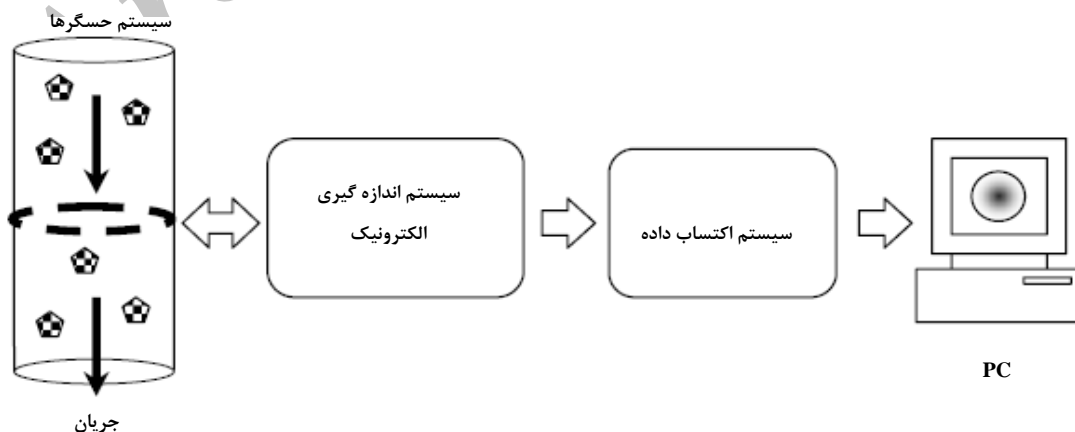 سیستم حسگرها
سیستم اندازه گیری
الکترونیک
سیستم اکتساب داده
PC
جریان